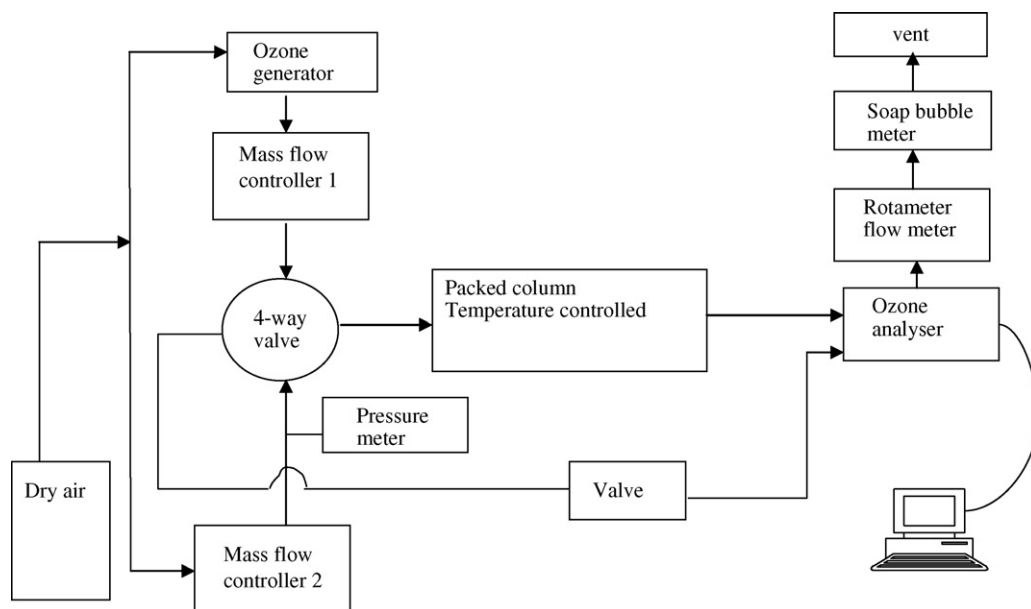 Ozone
generator
vent
Soap bubble
meter
Mass flow
controller 1
Rotameter
flow meter
4-way
valve
Packed column
Temperature controlled
Ozone
analyser
Pressure
meter
Dry air
Valve
Mass flow
controller 2